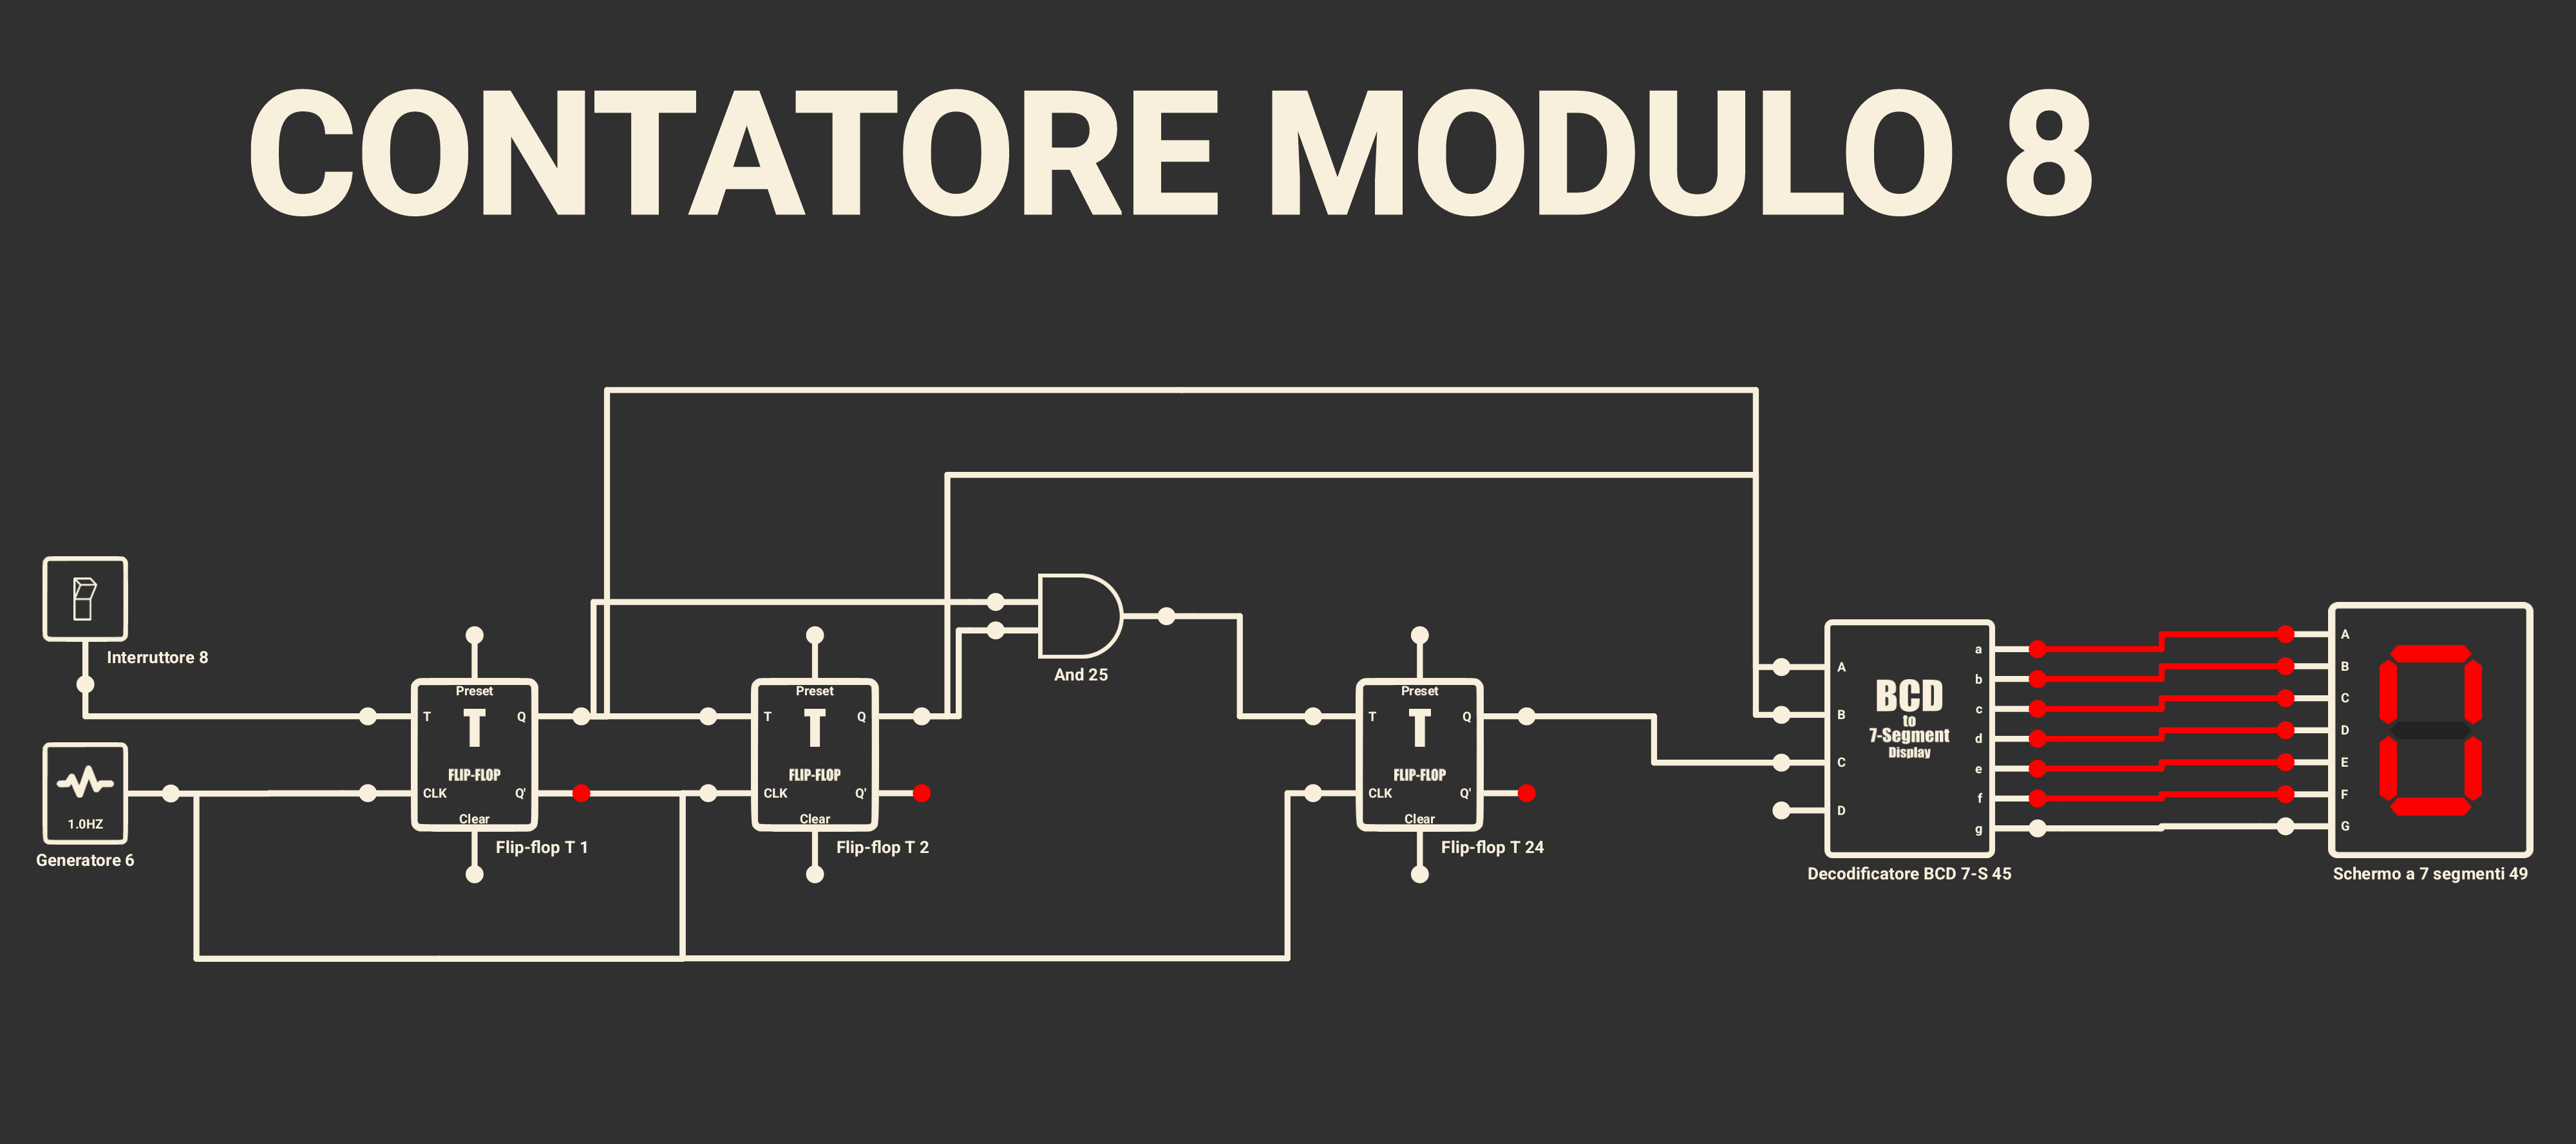 CONTATORE MODULO 8
Interruttore 8
1.0HZ
Generatore 6
Preset
T
T Q
FLIP-FLOP
CLK Q'
Clear
Flip-flop T 1
Preset
T
T Q
FLIP-FLOP
CLK Q'
Clear
Flip-flop T 2
And 25
Preset
T
T Q
FLIP-FLOP
CLK Q'
Clear
Flip-flop T 24
A
B
C
D
BCD
to
7-Segment
Display
a
b
c
d
e
f
g
Decodificatore BCD 7-S 45
A
B
C
D
E
F
G
0
Schermo a 7 segmenti 49